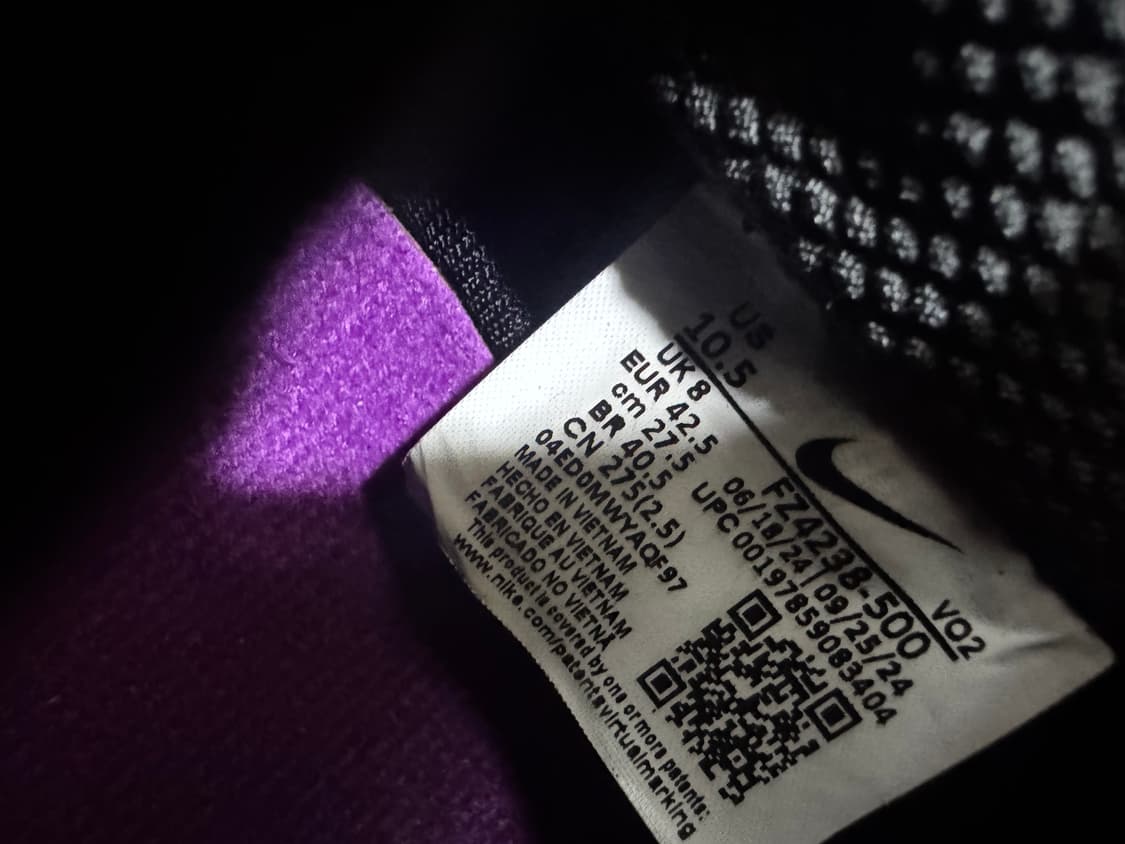 US
10.5
UK 8
EUR 42.5
cm 27.5
BR 40.5
CN 275(2.5)
04ED0MWYAQF97
MADE IN VIETNAM
HECHO EN VIETNAM
FABRIQUE AU VIETNAM
FABRICADO NO VIETNÃ
This product is covered by one or more patents:
www.nike.com/patentsvirtualmarking
FZ4238-500
VO2
06/18/24 | 09/25/24
UPC 00197859083404